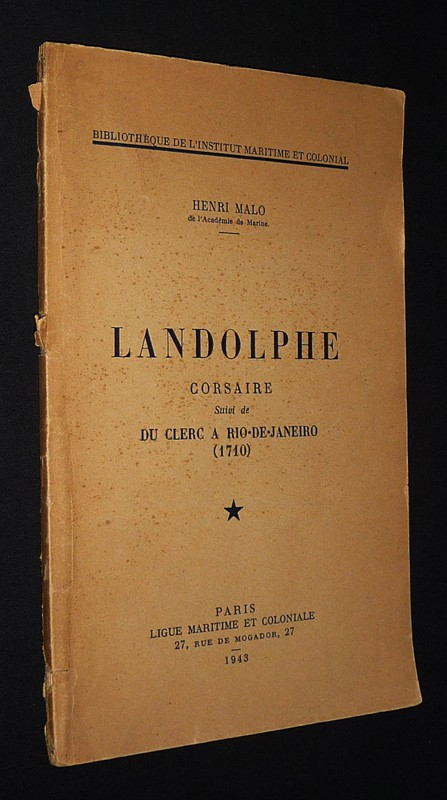 BIBLIOTHÈQUE DE L'INSTITUT MARITIME ET COLONIAL
HENRI MALO
de l'Académie de Marine.
LANDOLPHE
CORSAIRE
Suivi de
DU CLERC A RIO-DE-JANEIRO
(1710)
PARIS
LIGUE MARITIME ET COLONIALE
27, RUE DE MOGADOR, 27
1943